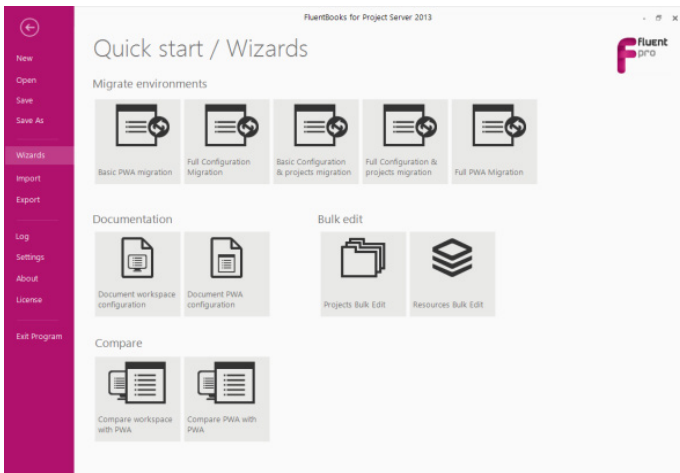 FluentBooks for Project Server 2013
fluent
pro
Quick start / Wizards
New
Open
Save
Save As
Wizards
Import
Export
Log
Settings
About
License
Exit Program
Migrate environments
Basic PWA migration
Full Configuration
Migration
Basic Configuration
& projects migration
Full Configuration &
projects migration
Full PWA Migration
Documentation
Document workspace
configuration
Document PWA
configuration
Bulk edit
Projects Bulk Edit
Resources Bulk Edit
Compare
Compare workspace
with PWA
Compare PWA with
PWA